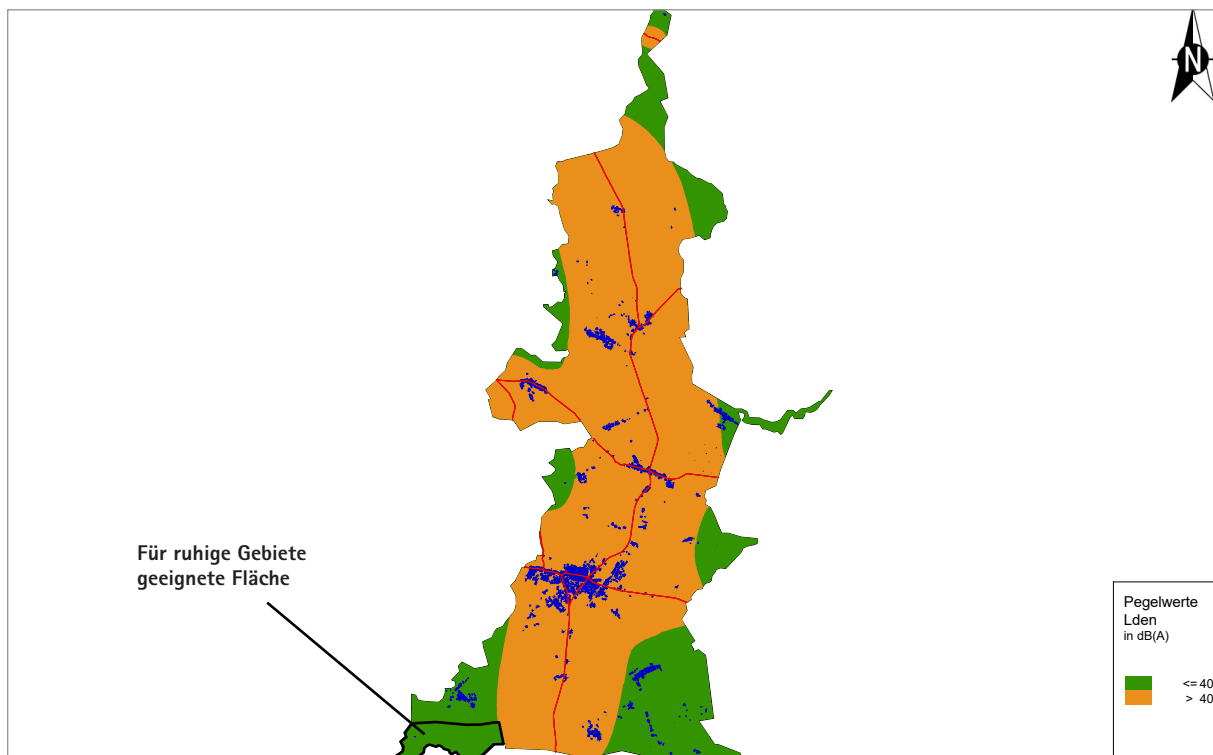 N
Für ruhige Gebiete
geeignete Fläche
Pegelwerte
Lden
in dB(A)
<= 40
> 40